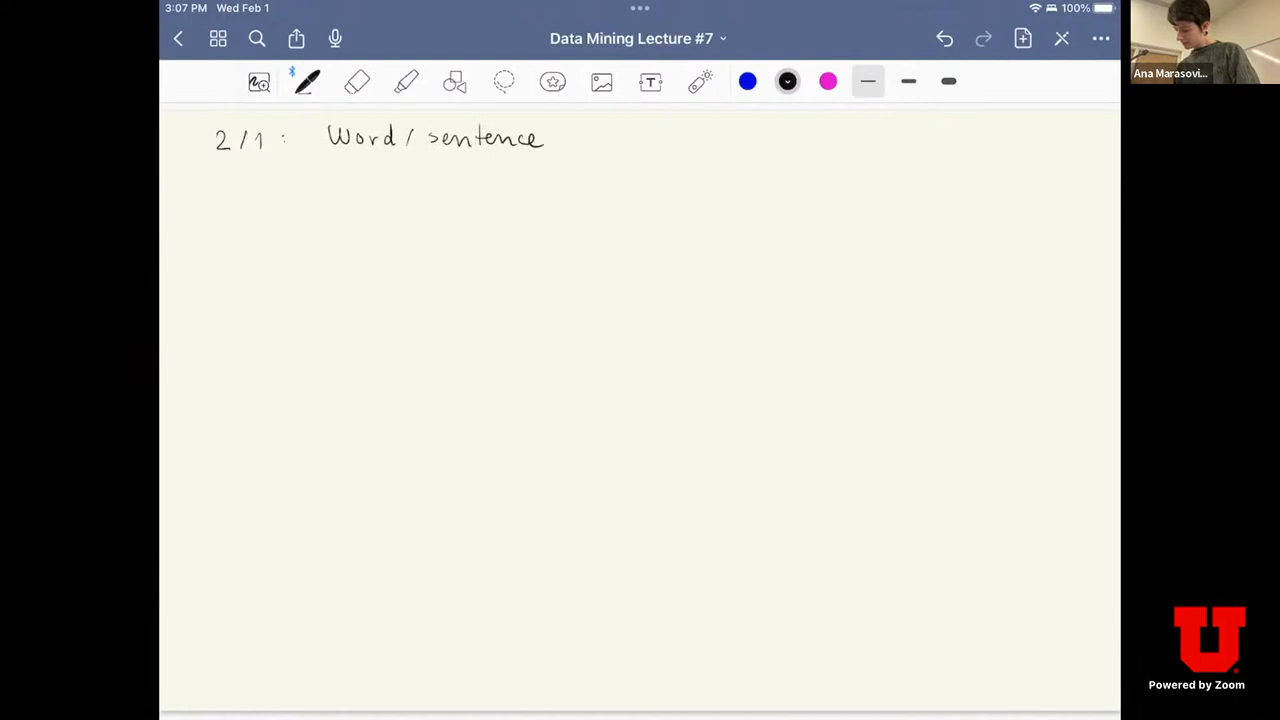 3:07 PM Wed Feb 1
100%
Data Mining Lecture #7
2/1: Word/sentence
Ana Marasovi...
U
Powered by Zoom